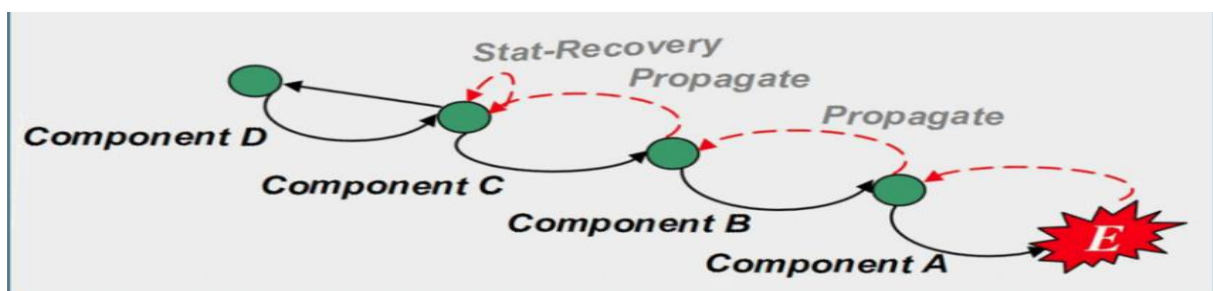 Stat-Recovery
Propagate
Propagate
Component D
Component C
Component B
Component A
E